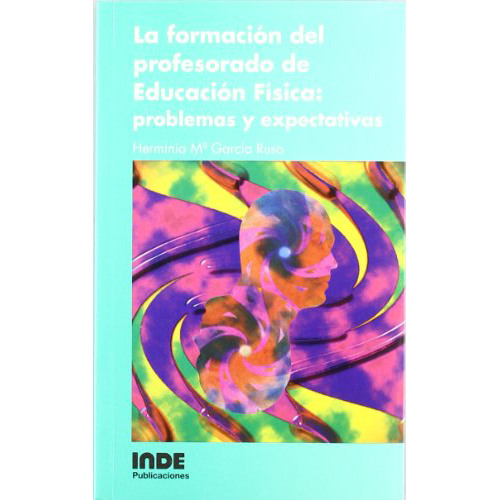 La formación del
profesorado de
Educación Física:
problemas y expectativas
Herminia Mª García Ruso
INDE
Publicaciones